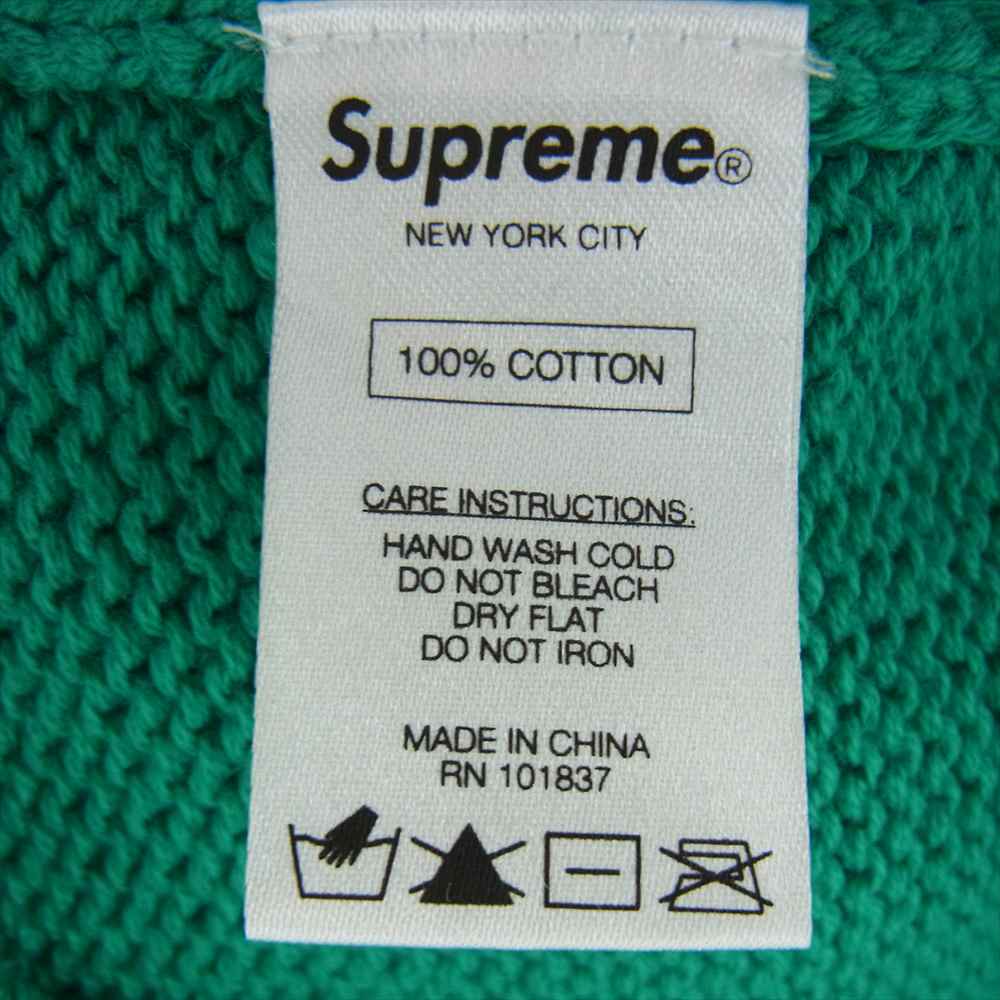 Supreme®
NEW YORK CITY
100% COTTON
CARE INSTRUCTIONS:
HAND WASH COLD
DO NOT BLEACH
DRY FLAT
DO NOT IRON
MADE IN CHINA
RN 101837